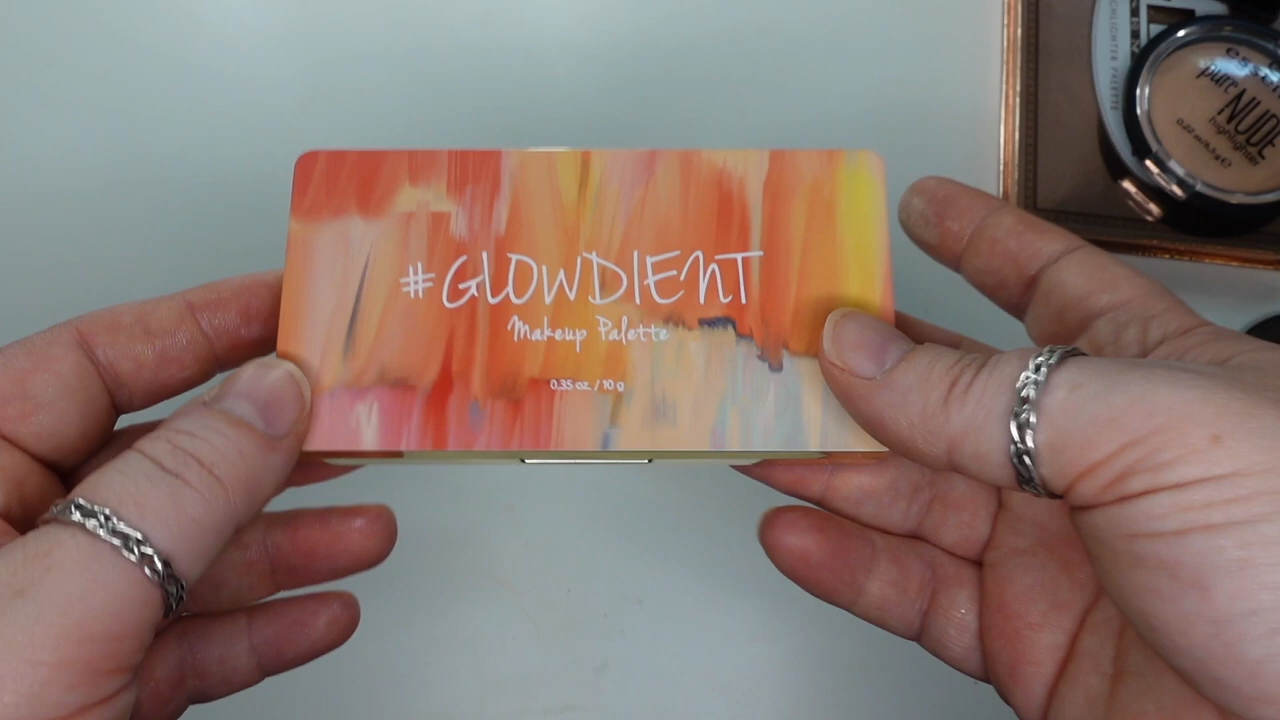 #GLOWDIENT
Makeup Palette
0.35 oz. / 10 g
pure
NUDE
highlighter